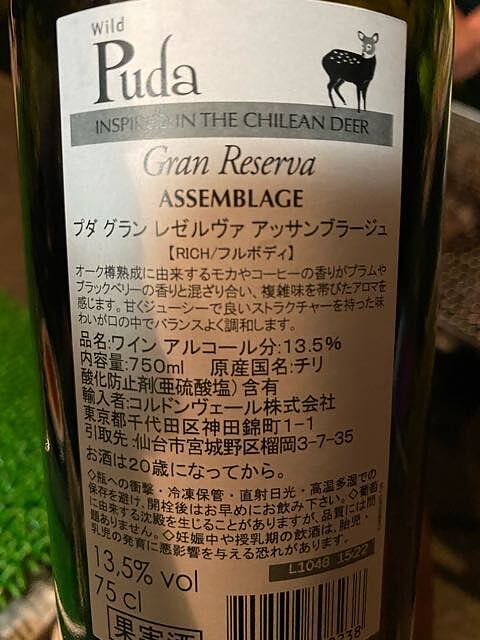 Wild
Puda
INSPIRED IN THE CHILEAN DEER
Gran Reserva
ASSEMBLAGE
プダ グラン レゼルヴァ アッサンブラージュ
【RICH/フルボディ】
オーク樽熟成に由来するモカやコーヒーの香りがプラムや
ブラックベリーの香りと混ざり合い、複雑味を帯びたアロマを
感じます。甘くジューシーで良いストラクチャーを持った味
わいが口の中でバランスよく調和します。
品名:ワイン アルコール分:13.5%
内容量:750ml 原産国名:チリ
酸化防止剤(亜硫酸塩)含有
輸入者:コルドンヴェール株式会社
東京都千代田区神田錦町1-1
引取先:仙台市宮城野区榴岡3-7-35
お酒は20歳になってから。
◇瓶への衝撃・冷凍保管・直射日光・高温多湿での
保存を避け、開栓後はお早めにお飲み下さい。◇葡萄
に由来する沈殿を生じることがありますが、品質には問
題ありません。◇妊娠中や授乳期の飲酒は、胎児・
乳児の発育に悪影響を与える恐れがあります。
L1048 15:22
13,5% vol
75 cl
果実酒